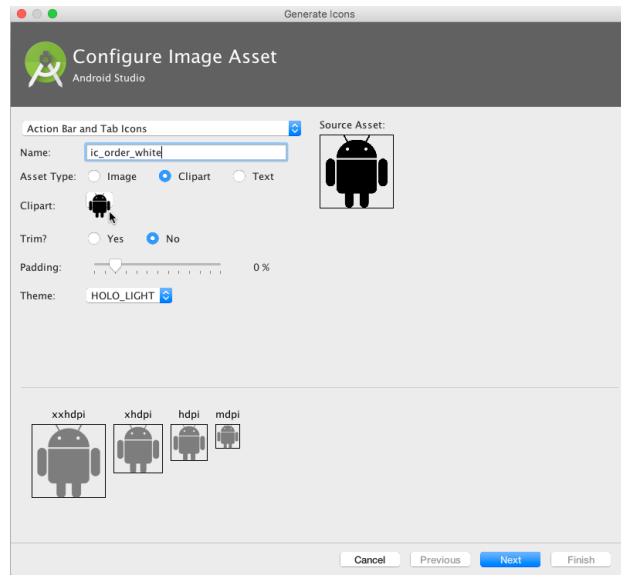 Generate Icons
Configure Image Asset
Android Studio
Action Bar and Tab Icons
Source Asset:
Name: ic_order_white
Asset Type: Image Clipart Text
Clipart:
Trim? Yes No
Padding: 0 %
Theme: HOLO_LIGHT
xxhdpi xhdpi hdpi mdpi
Cancel Previous Next Finish